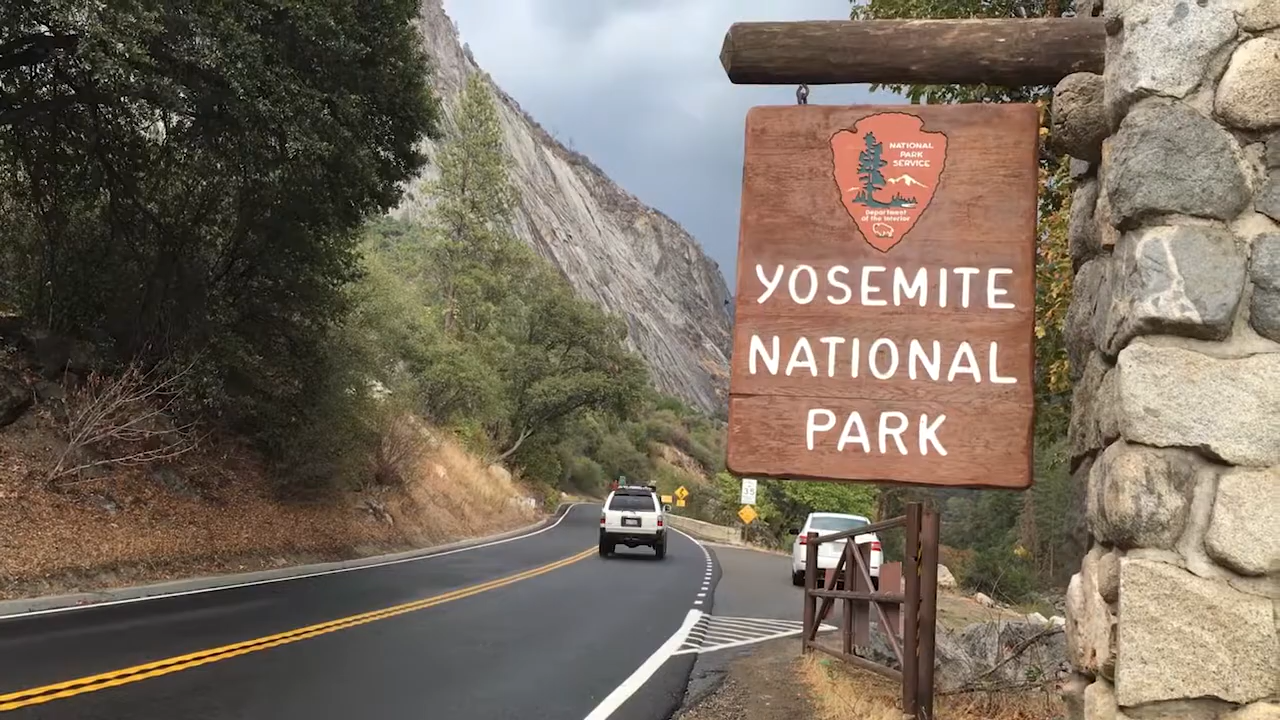 NATIONAL
PARK
SERVICE
Department
of the Interior
YOSEMITE
NATIONAL
PARK
35